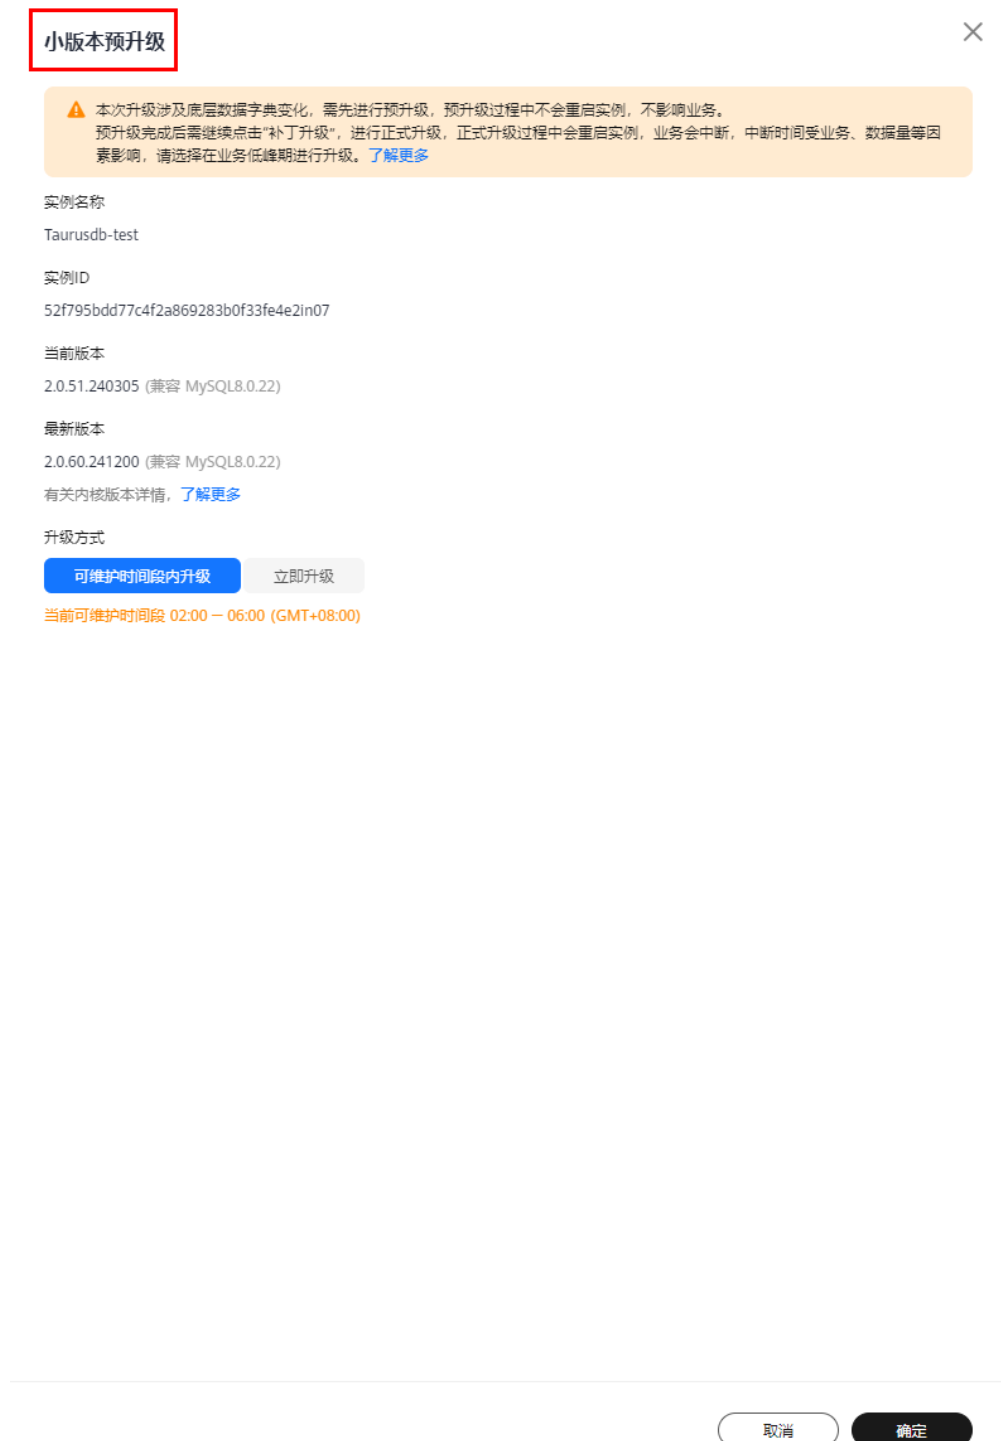 小版本预升级
本次升级涉及底层数据字典变化，需先进行预升级，预升级过程中不会重启实例，不影响业务。
预升级完成后需继续点击“补丁升级”，进行正式升级，正式升级过程中会重启实例，业务会中断，中断时间受业务、数据量等因
素影响，请选择在业务低峰期进行升级。了解更多
实例名称
Taurusdb-test
实例ID
52f795bdd77c4f2a869283b0f33fe4e2in07
当前版本
2.0.51.240305 (兼容 MySQL8.0.22)
最新版本
2.0.60.241200 (兼容 MySQL8.0.22)
有关内核版本详情，了解更多
升级方式
可维护时间段内升级 立即升级
当前可维护时间段 02:00 — 06:00 (GMT+08:00)
取消 确定